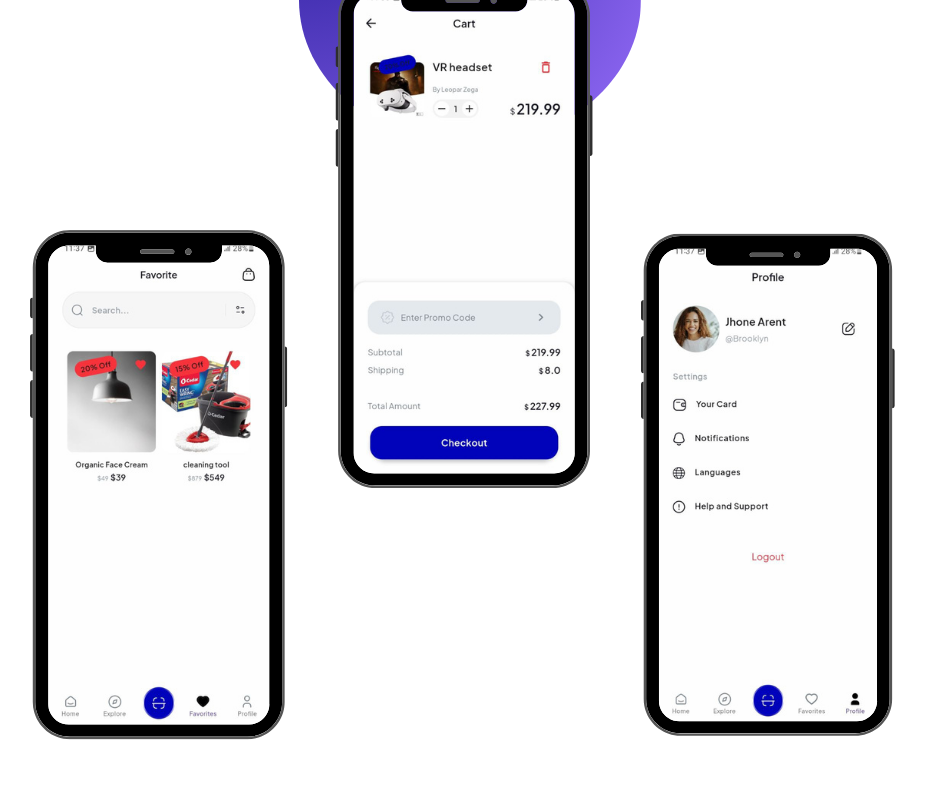 Cart
VR headset
By Leopar Zega
1
$219.99
Enter Promo Code
Subtotal
$219.99
Shipping
$8.0
Total Amount
$227.99
Checkout
11:37
28%
Favorite
Search...
20% Off
15% Off
O-Cedar
EASY WRING
O-Cedar
Organic Face Cream
$49 $39
cleaning tool
$879 $549
Home
Explore
Favorites
Profile
11:37
28%
Profile
Jhone Arent
@Brooklyn
Settings
Your Card
Notifications
Languages
Help and Support
Logout
Home
Explore
Favorites
Profile